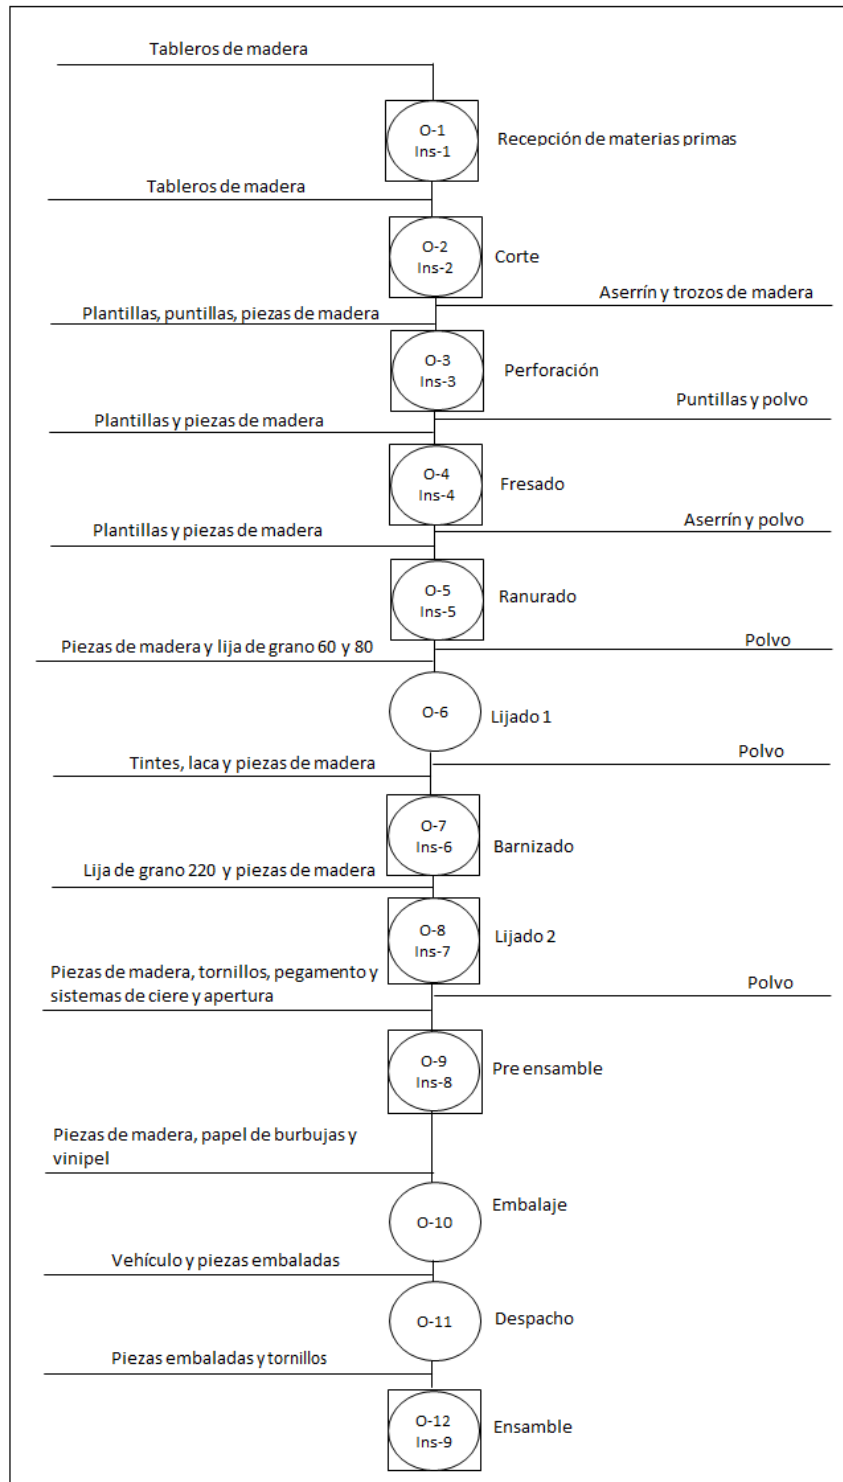 Tableros de madera
O-1
Ins-1
Recepción de materias primas
Tableros de madera
O-2
Ins-2
Corte
Aserrín y trozos de madera
Plantillas, puntillas, piezas de madera
O-3
Ins-3
Perforación
Puntillas y polvo
Plantillas y piezas de madera
O-4
Ins-4
Fresado
Aserrín y polvo
Plantillas y piezas de madera
O-5
Ins-5
Ranurado
Polvo
Piezas de madera y lija de grano 60 y 80
O-6
Lijado 1
Polvo
Tintes, laca y piezas de madera
O-7
Ins-6
Barnizado
Lija de grano 220 y piezas de madera
O-8
Ins-7
Lijado 2
Piezas de madera, tornillos, pegamento y
sistemas de ciere y apertura
Polvo
O-9
Ins-8
Pre ensamble
Piezas de madera, papel de burbujas y
vinipel
O-10
Embalaje
Vehículo y piezas embaladas
O-11
Despacho
Piezas embaladas y tornillos
O-12
Ins-9
Ensamble